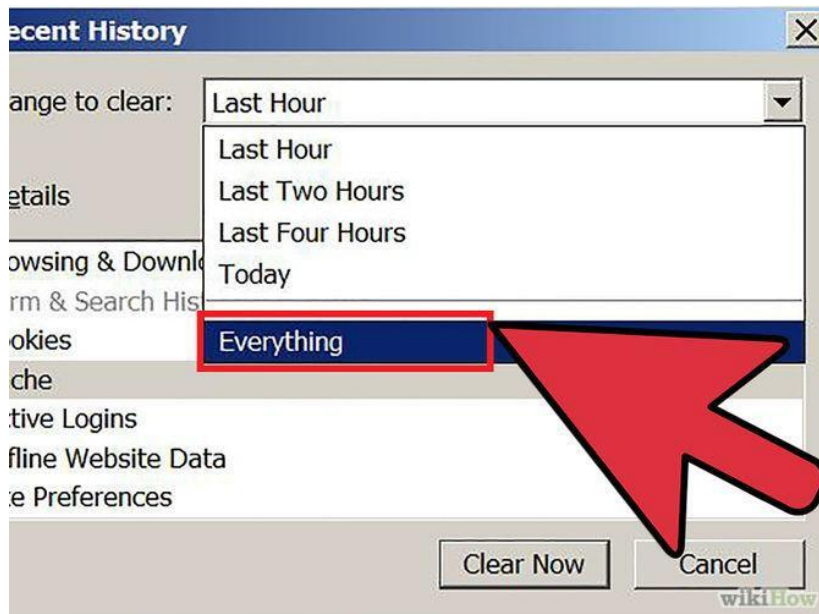 ecent History
ange to clear: Last Hour
Last Hour
Last Two Hours
Last Four Hours
Today
Everything
etails
owsing & Downl
rm & Search His
okies
che
tive Logins
fline Website Data
e Preferences
Clear Now
Cancel
wikiHow